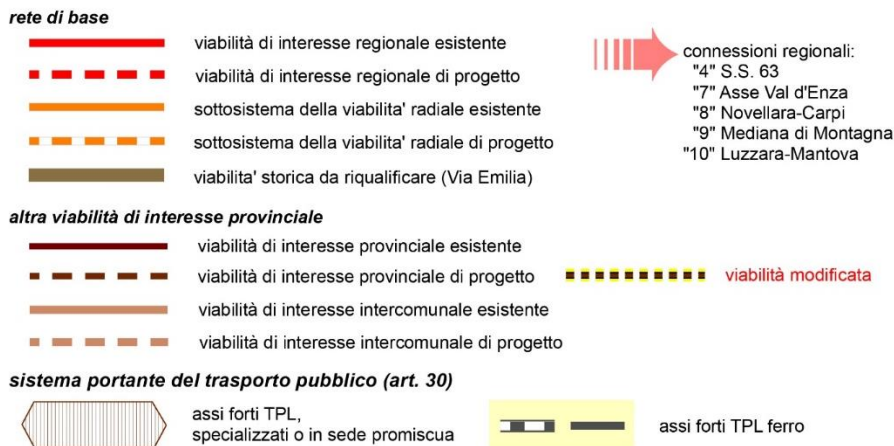 rete di base
viabilità di interesse regionale esistente
viabilità di interesse regionale di progetto
sottosistema della viabilita' radiale esistente
sottosistema della viabilita' radiale di progetto
viabilita' storica da riqualificare (Via Emilia)
connessioni regionali:
"4" S.S. 63
"7" Asse Val d'Enza
"8" Novellara-Carpi
"9" Mediana di Montagna
"10" Luzzara-Mantova
altra viabilità di interesse provinciale
viabilità di interesse provinciale esistente
viabilità di interesse provinciale di progetto
viabilità modificata
viabilità di interesse intercomunale esistente
viabilità di interesse intercomunale di progetto
sistema portante del trasporto pubblico (art. 30)
assi forti TPL,
specializzati o in sede promiscua
assi forti TPL ferro